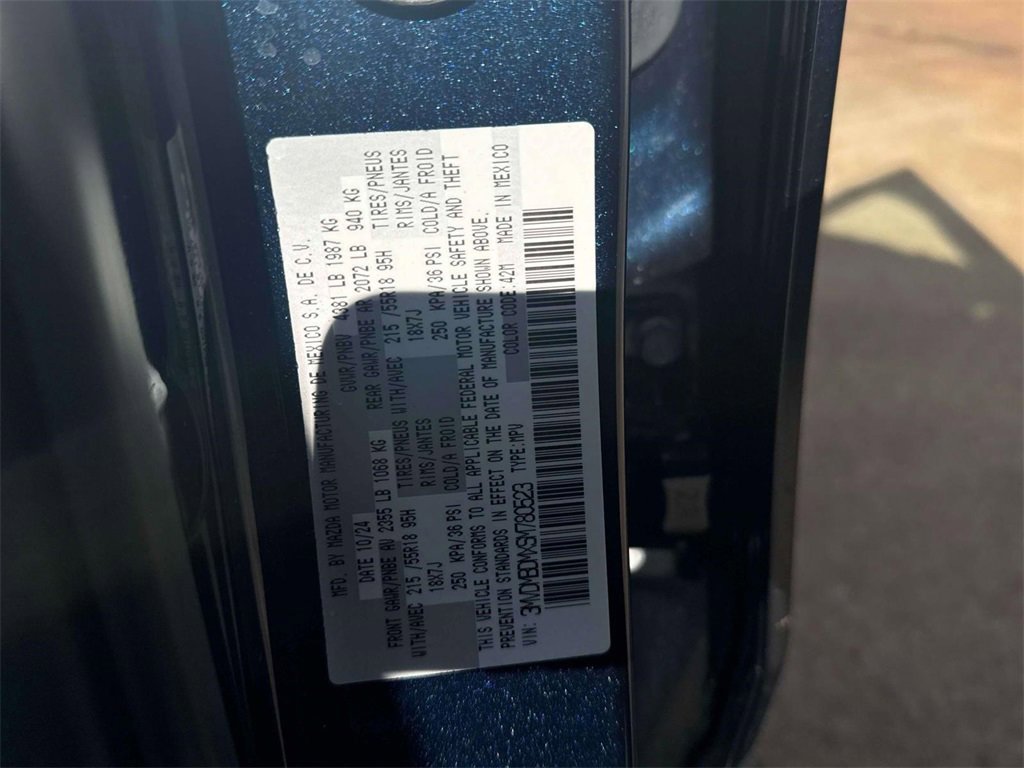 MFD. BY MAZDA MOTOR MANUFACTURING DE MEXICO S.A. DE C.V.
DATE 10/24 GVWR/PNBV 4381 LB 1987 KG
FRONT GAWR/PNBE AV 2355 LB 1068 KG REAR GAWR/PNBE AR 2072 LB 940 KG
WITH/AVEC 215/55R18 95H TIRES/PNEUS WITH/AVEC 215/55R18 95H TIRES/PNEUS
18X7J RIMS/JANTES 18X7J RIMS/JANTES
250 KPA/36 PSI COLD/A FROID 250 KPA/36 PSI COLD/A FROID
THIS VEHICLE CONFORMS TO ALL APPLICABLE FEDERAL MOTOR VEHICLE SAFETY AND THEFT
PREVENTION STANDARDS IN EFFECT ON THE DATE OF MANUFACTURE SHOWN ABOVE.
VIN: 3MVDMBDMXSM780523 TYPE:MPV COLOR CODE:42M MADE IN MEXICO